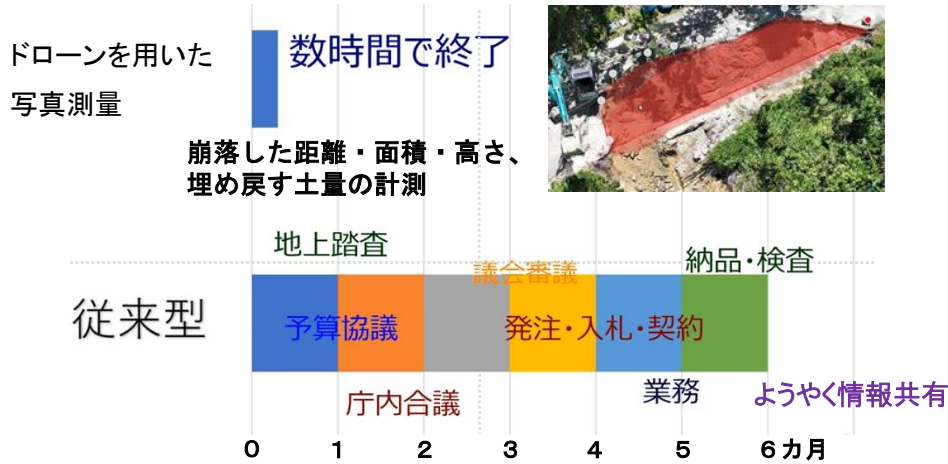 ドローンを用いた
写真測量
数時間で終了
崩落した距離・面積・高さ、
埋め戻す土量の計測
地上踏査
議会審議
納品・検査
従来型
予算協議
発注・入札・契約
庁内合議
業務
ようやく情報共有
0 1 2 3 4 5 6カ月